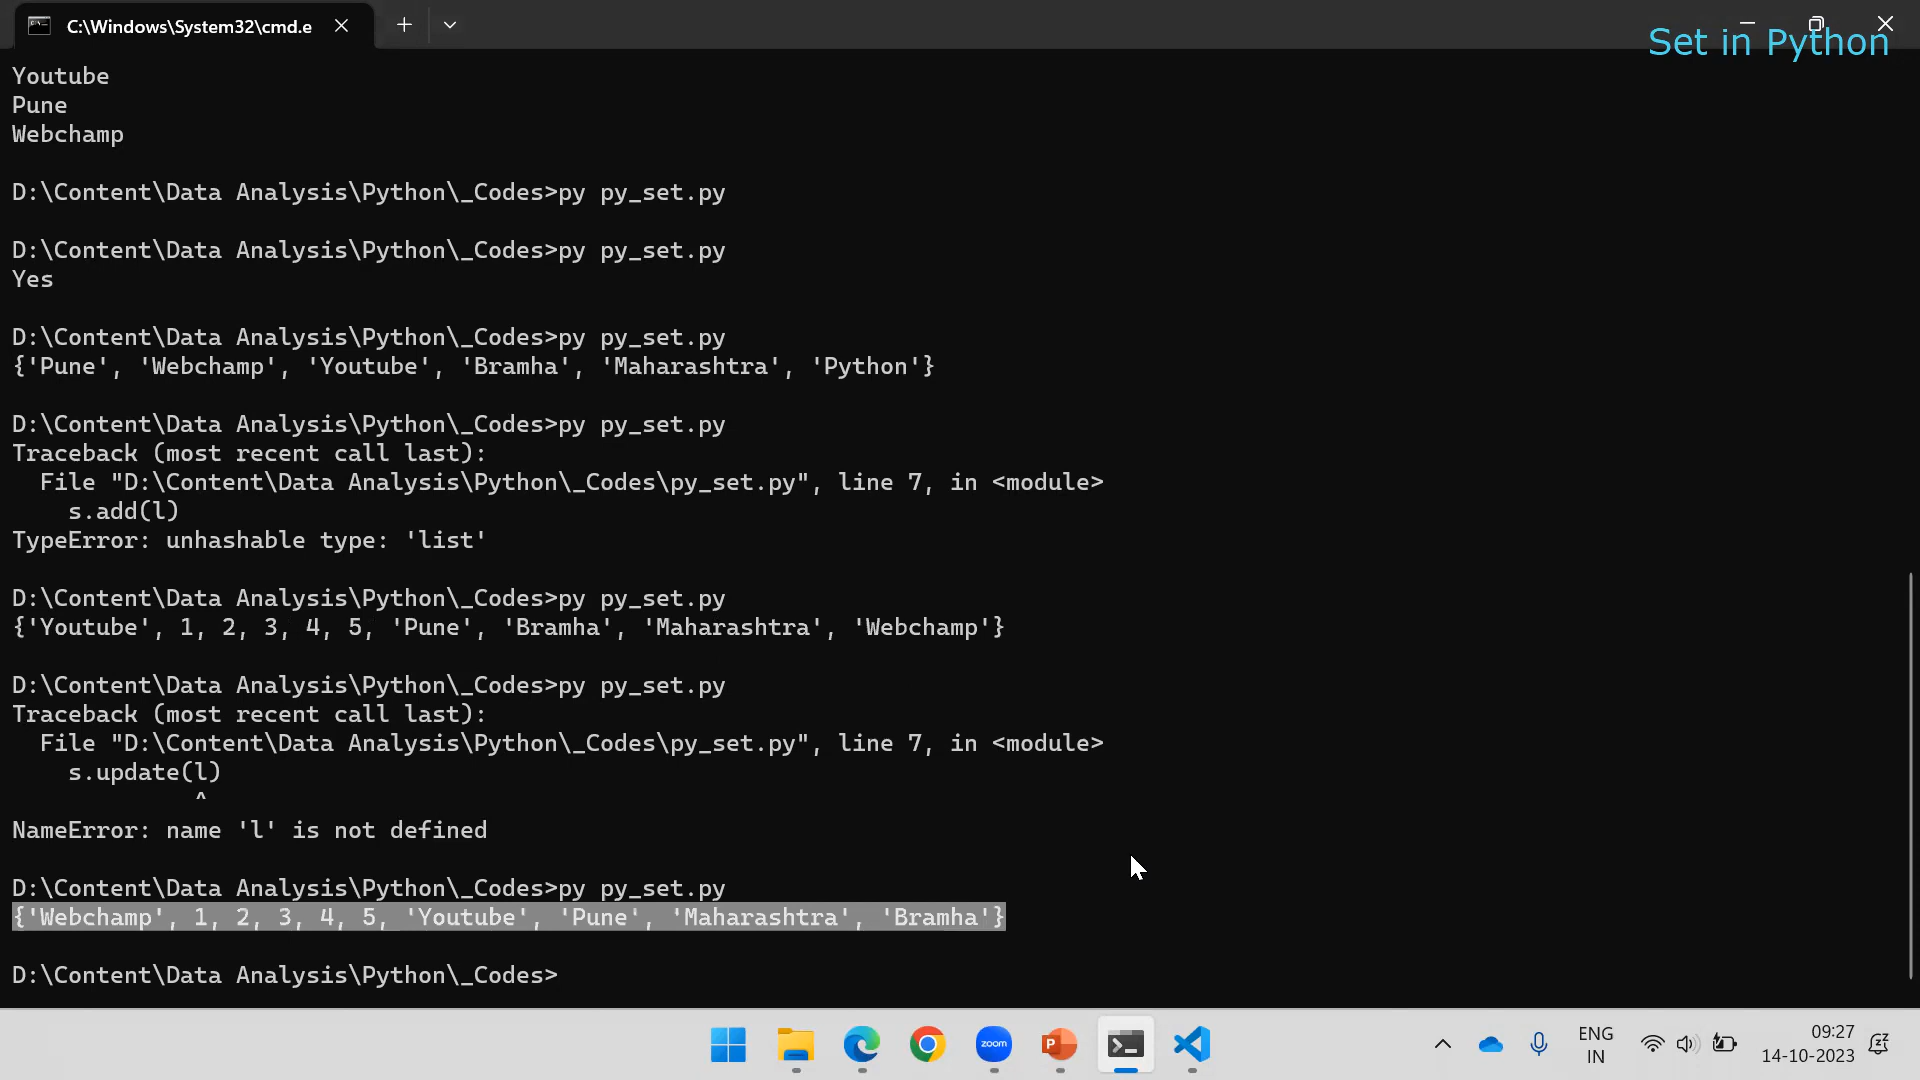 C:\Windows\System32\cmd.e
Set in Python
Youtube
Pune
Webchamp
D:\Content\Data Analysis\Python\_Codes>py py_set.py
D:\Content\Data Analysis\Python\_Codes>py py_set.py
Yes
D:\Content\Data Analysis\Python\_Codes>py py_set.py
{'Pune', 'Webchamp', 'Youtube', 'Bramha', 'Maharashtra', 'Python'}
D:\Content\Data Analysis\Python\_Codes>py py_set.py
Traceback (most recent call last):
  File "D:\Content\Data Analysis\Python\_Codes\py_set.py", line 7, in <module>
    s.add(l)
TypeError: unhashable type: 'list'
D:\Content\Data Analysis\Python\_Codes>py py_set.py
{'Youtube', 1, 2, 3, 4, 5, 'Pune', 'Bramha', 'Maharashtra', 'Webchamp'}
D:\Content\Data Analysis\Python\_Codes>py py_set.py
Traceback (most recent call last):
  File "D:\Content\Data Analysis\Python\_Codes\py_set.py", line 7, in <module>
    s.update(l)
             ^
NameError: name 'l' is not defined
D:\Content\Data Analysis\Python\_Codes>py py_set.py
{'Webchamp', 1, 2, 3, 4, 5, 'Youtube', 'Pune', 'Maharashtra', 'Bramha'}
D:\Content\Data Analysis\Python\_Codes>
zoom
P
ENG
IN
09:27
14-10-2023